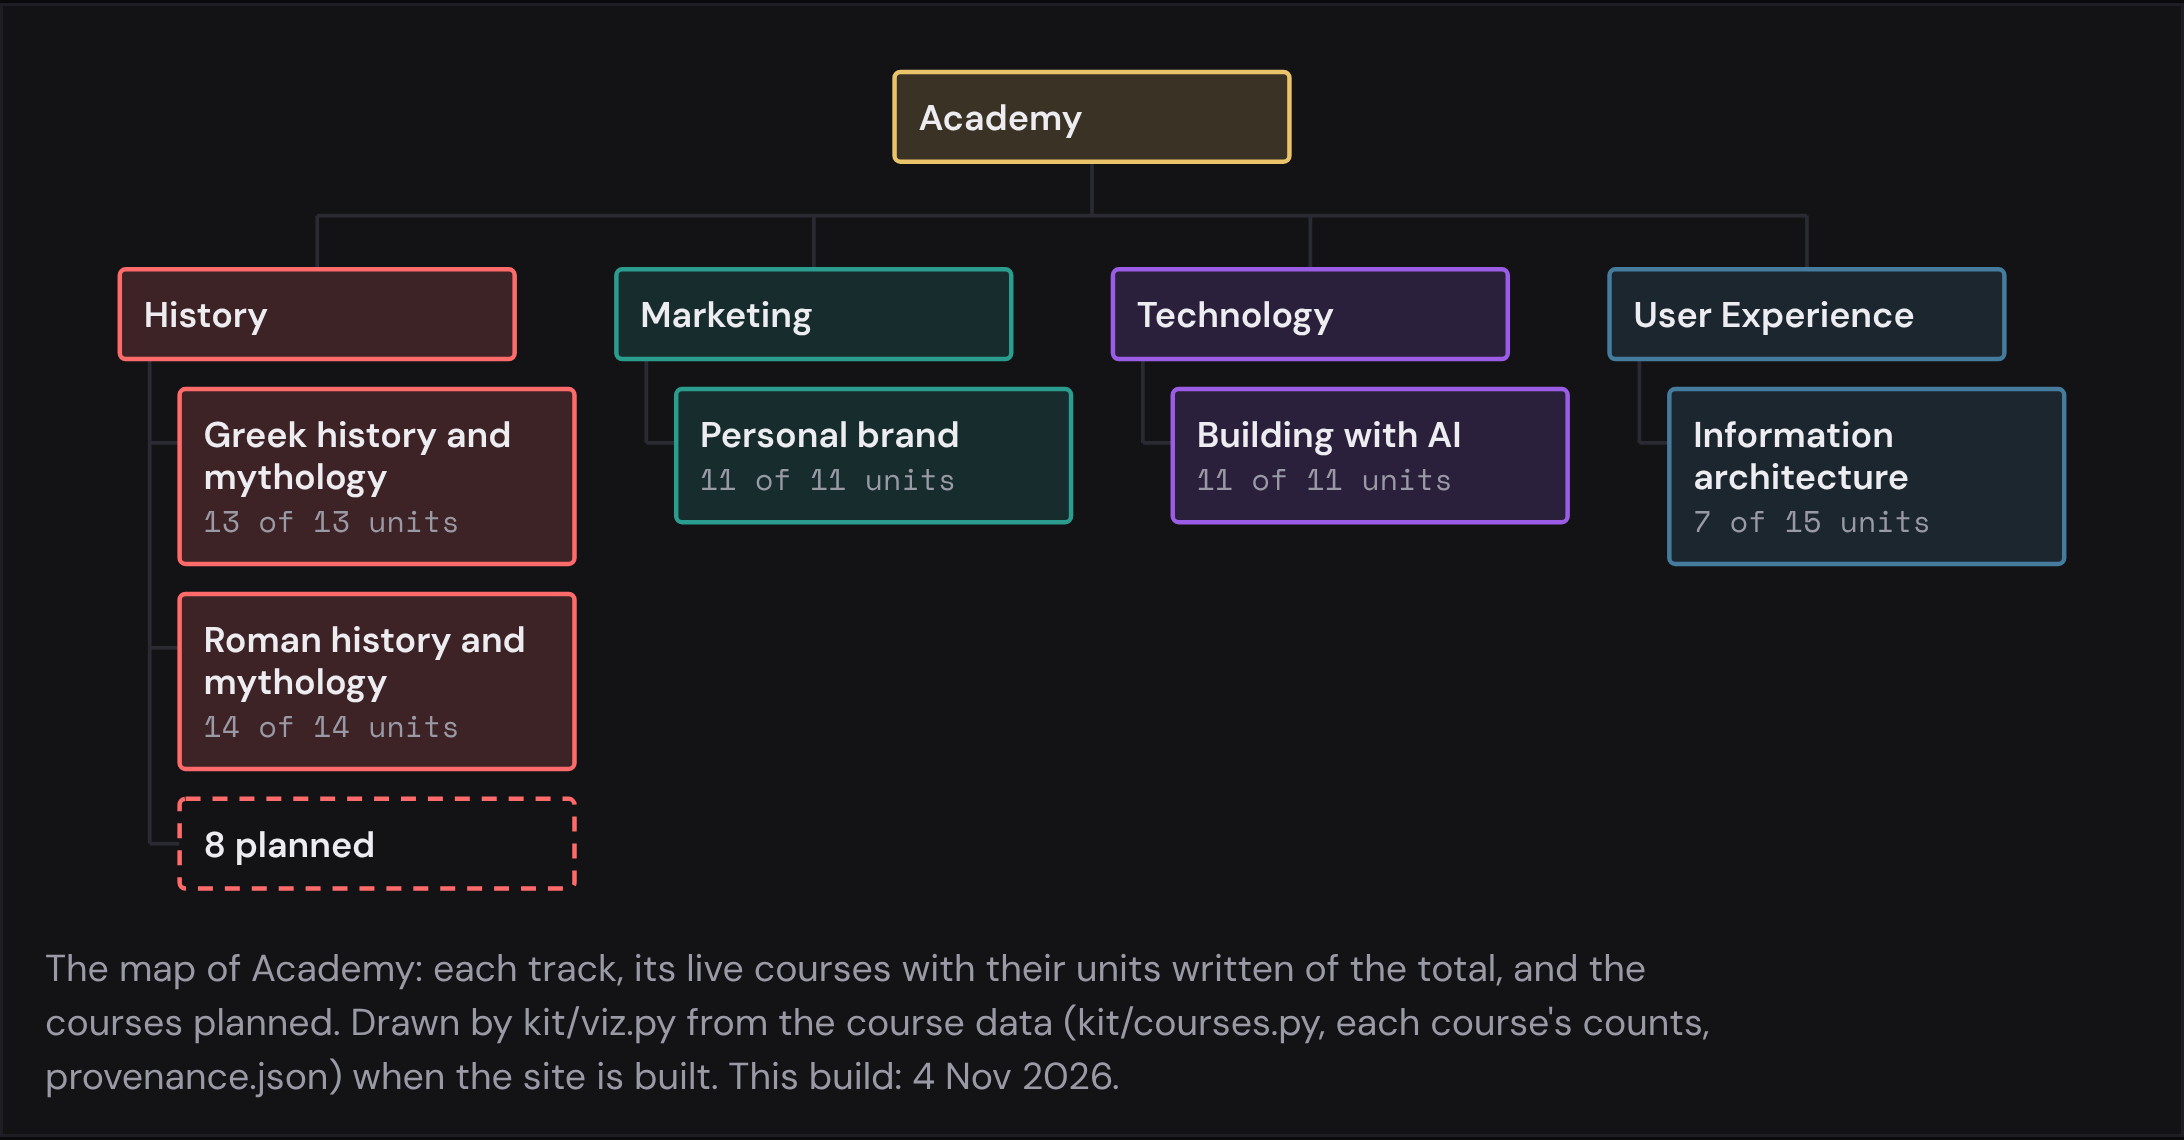 Academy
History
Marketing
Technology
User Experience
Greek history and
mythology
13 of 13 units
Personal brand
11 of 11 units
Building with AI
11 of 11 units
Information
architecture
7 of 15 units
Roman history and
mythology
14 of 14 units
8 planned
The map of Academy: each track, its live courses with their units written of the total, and the
courses planned. Drawn by kit/viz.py from the course data (kit/courses.py, each course's counts,
provenance.json) when the site is built. This build: 4 Nov 2026.